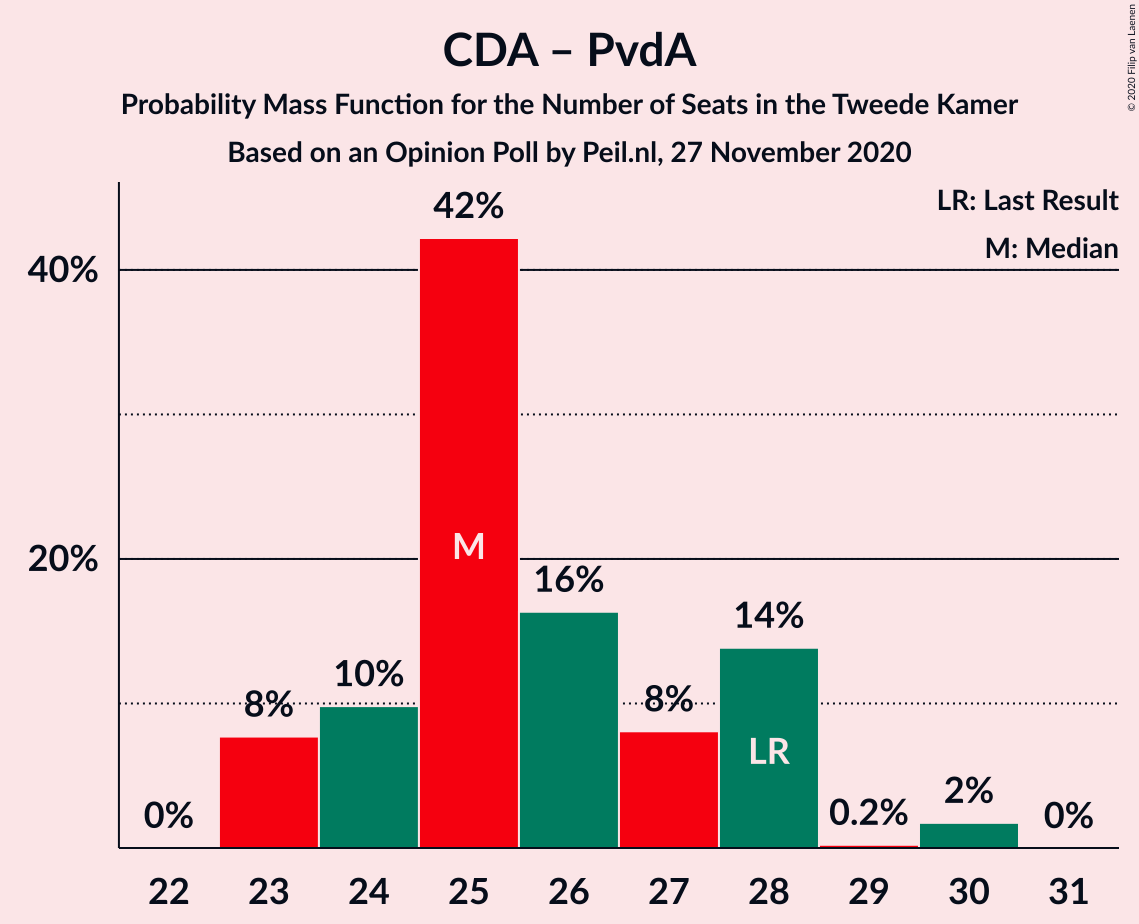 CDA – PvdA
Probability Mass Function for the Number of Seats in the Tweede Kamer
Based on an Opinion Poll by Peil.nl, 27 November 2020
© 2020 Filip van Laenen
LR: Last Result
M: Median
40%
20%
0%
8%
10%
42%
M
16%
8%
14%
LR
0.2%
2%
0%
22 23 24 25 26 27 28 29 30 31